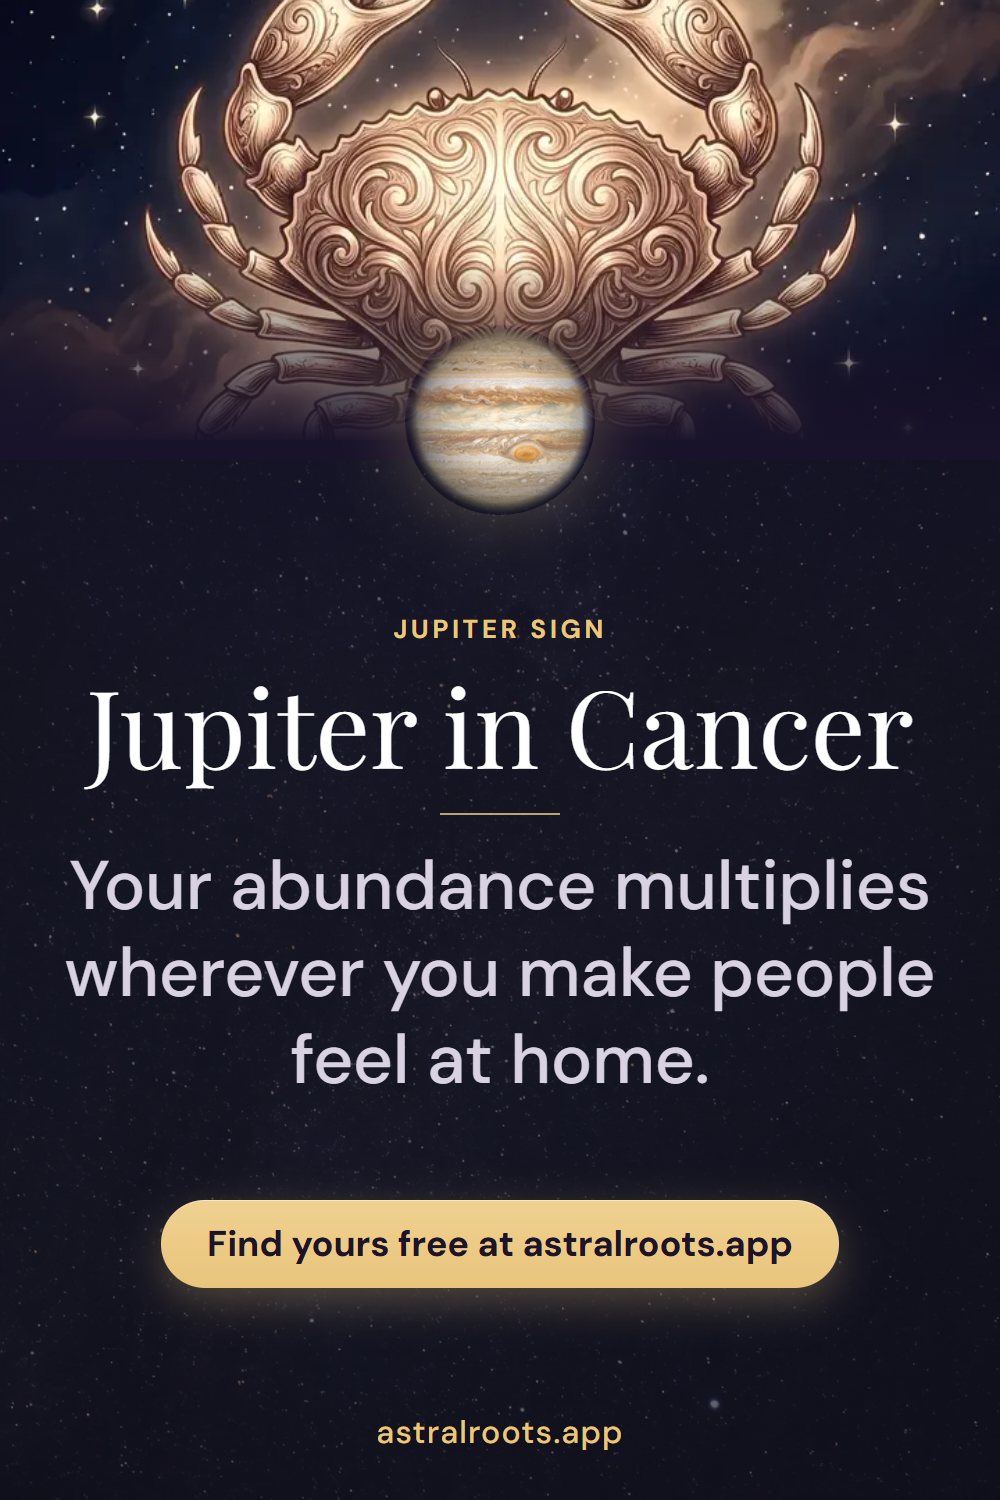 JUPITER SIGN
Jupiter in Cancer
Your abundance multiplies
wherever you make people
feel at home.
Find yours free at astralroots.app
astralroots.app